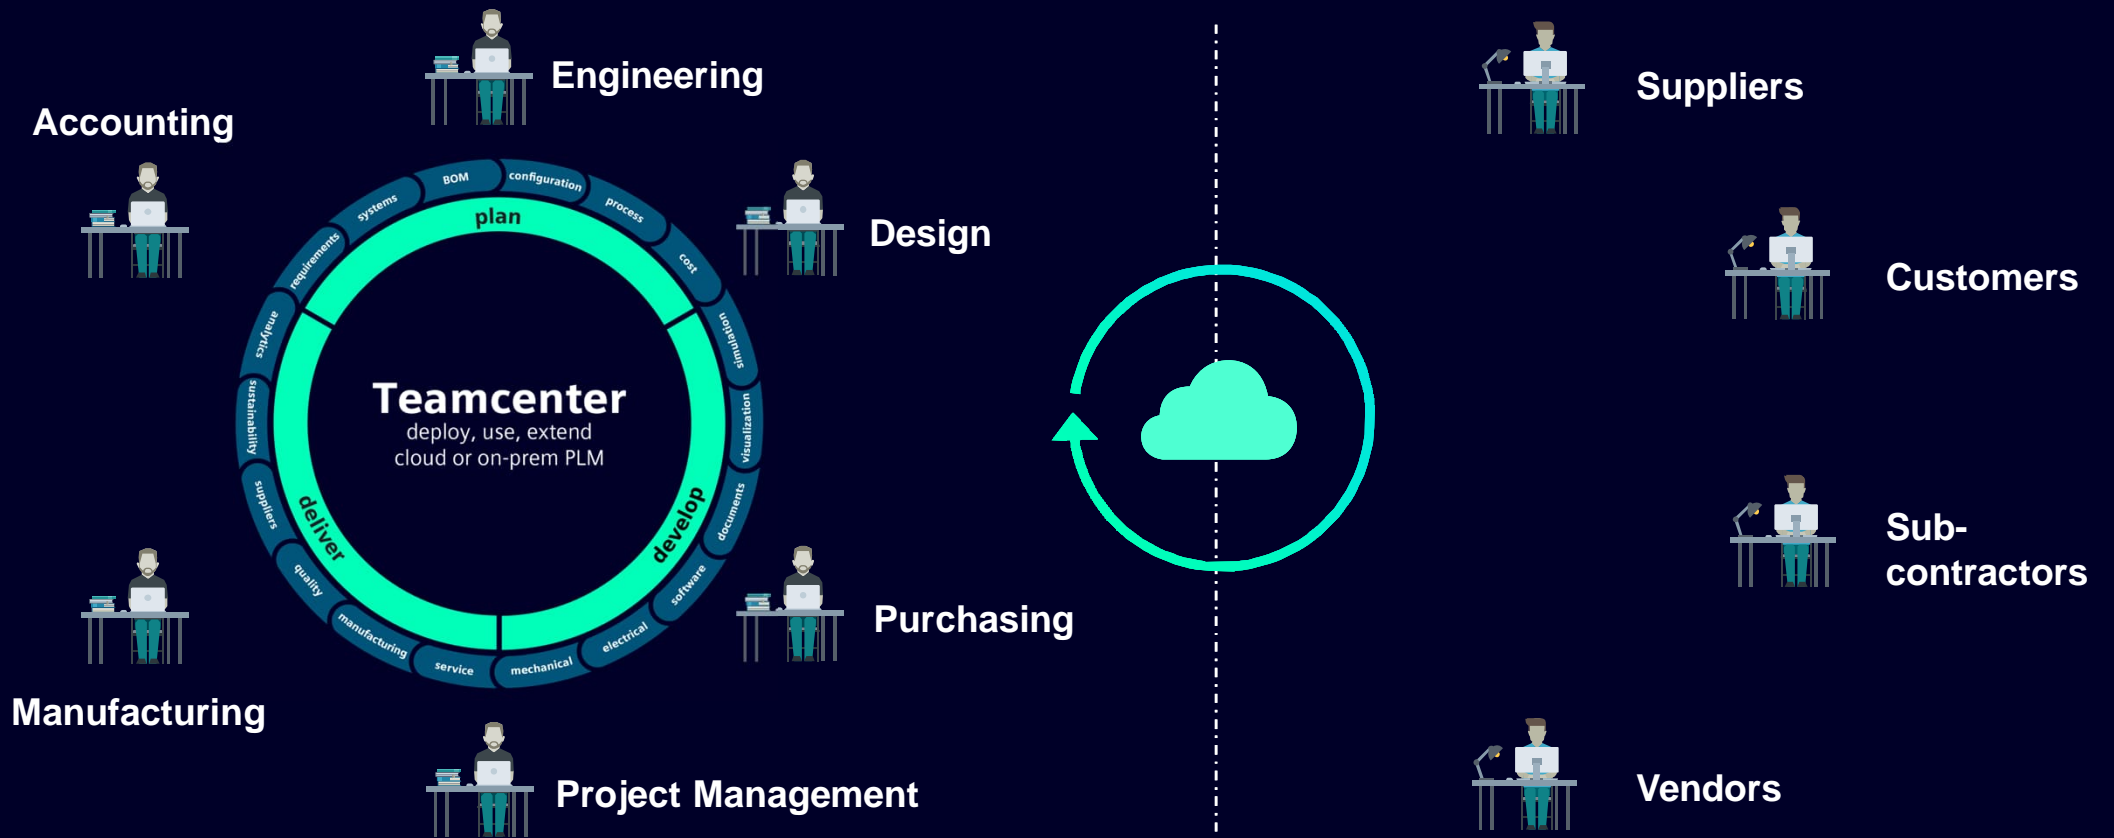 Engineering
Accounting
Design
plan
develop
deliver
BOM
configuration
process
cost
simulation
visualization
documents
software
electrical
mechanical
service
manufacturing
quality
suppliers
sustainability
analytics
requirements
systems
Teamcenter
deploy, use, extend
cloud or on-prem PLM
Purchasing
Manufacturing
Project Management
Suppliers
Customers
Sub-
contractors
Vendors